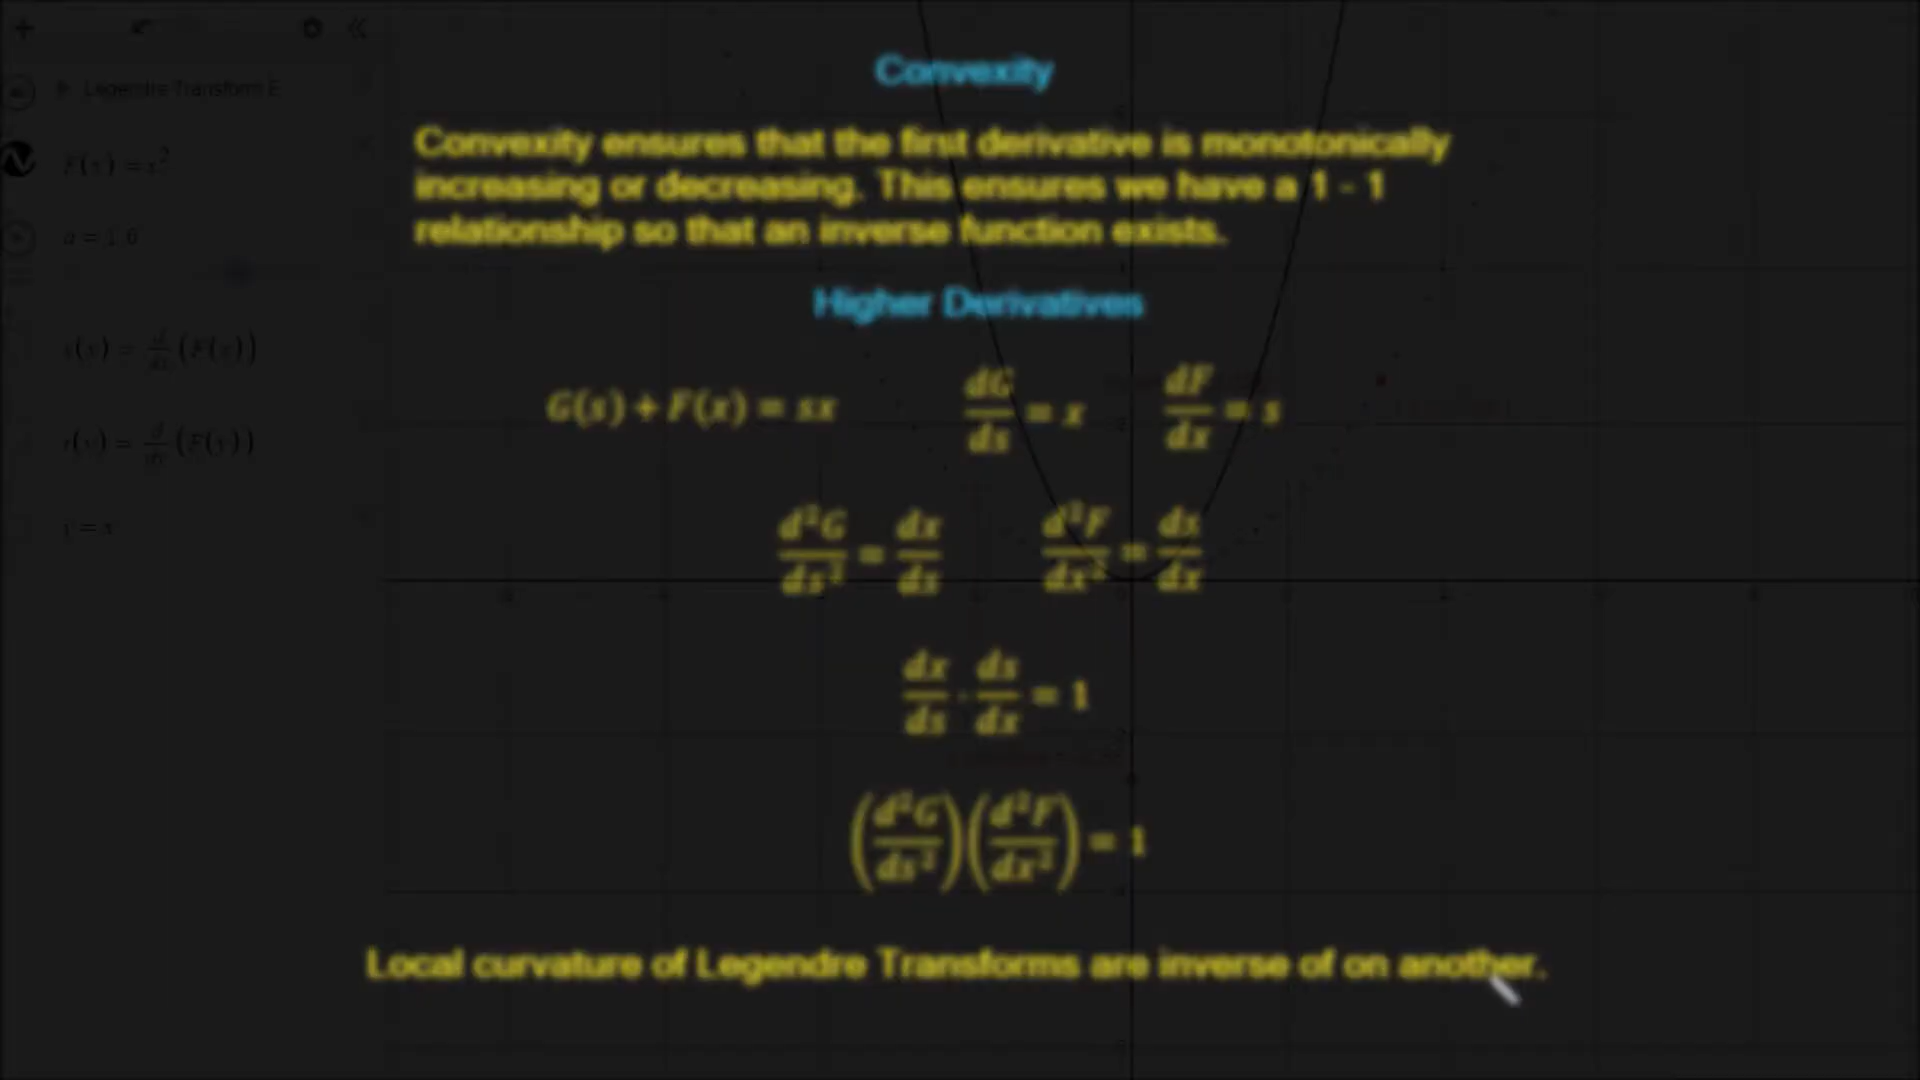 Convexity
Convexity ensures that the first derivative is monotonically
increasing or decreasing. This ensures we have a 1 - 1
relationship so that an inverse function exists.
Higher Derivatives
G(s) + F(x) = sx    dG/ds = x    dF/dx = s
d²G/ds² = dx/ds    d²F/dx² = ds/dx
dx/ds · ds/dx = 1
(d²G/ds²)(d²F/dx²) = 1
Local curvature of Legendre Transforms are inverse of on another.
Legendre Transform E